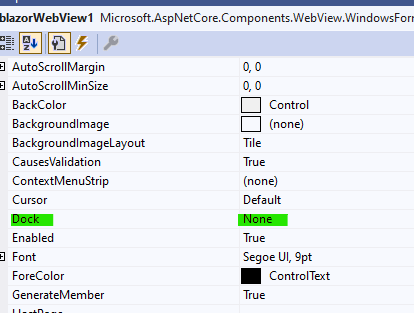 blazorWebView1 Microsoft.AspNetCore.Components.WebView.WindowsForm
AutoScrollMargin 0, 0
AutoScrollMinSize 0, 0
BackColor Control
BackgroundImage (none)
BackgroundImageLayout Tile
CausesValidation True
ContextMenuStrip (none)
Cursor Default
Dock None
Enabled True
Font Segoe UI, 9pt
ForeColor ControlText
GenerateMember True